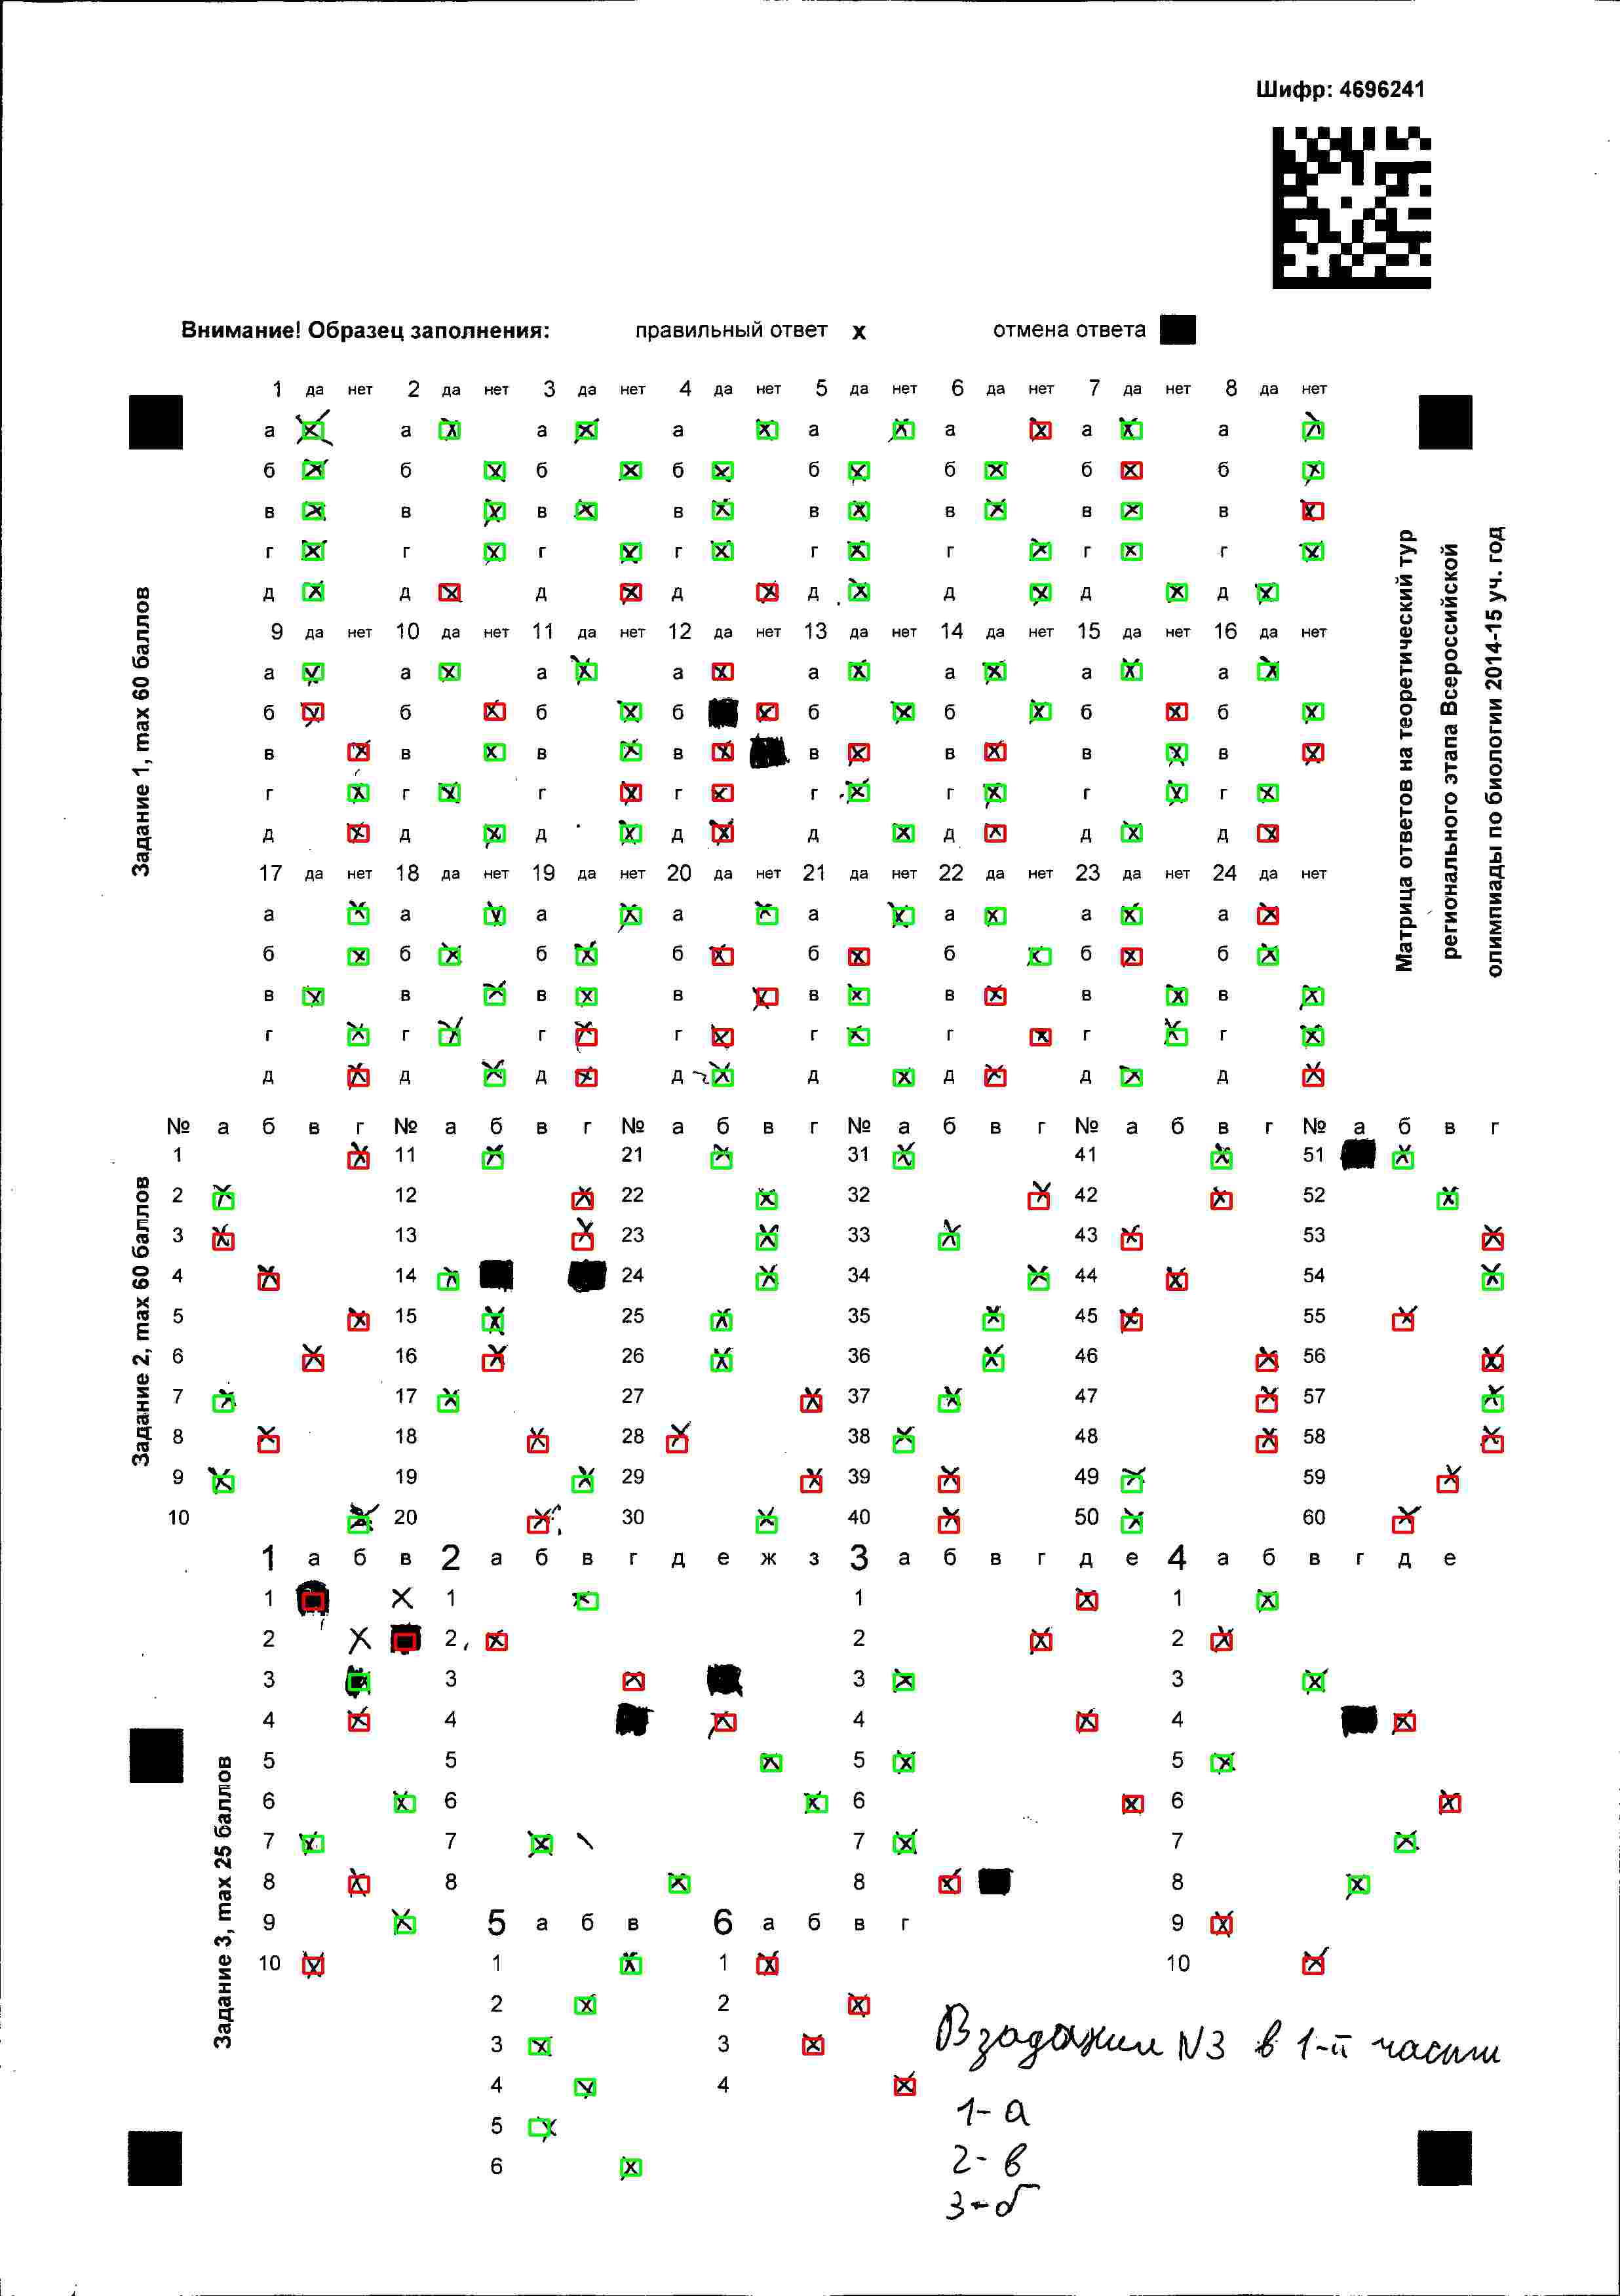 Шифр: 4696241
Внимание! Образец заполнения: правильный ответ x отмена ответа
1 да нет 2 да нет 3 да нет 4 да нет 5 да нет 6 да нет 7 да нет 8 да нет
а а а а а а а а
б б б б б б б б
в в в в в в в в
г г г г г г г г
д д д д д д д д
9 да нет 10 да нет 11 да нет 12 да нет 13 да нет 14 да нет 15 да нет 16 да нет
а а а а а а а а
б б б б б б б б
в в в в в в в в
г г г г г г г г
д д д д д д д д
17 да нет 18 да нет 19 да нет 20 да нет 21 да нет 22 да нет 23 да нет 24 да нет
а а а а а а а а
б б б б б б б б
в в в в в в в в
г г г г г г г г
д д д д д д д д
Задание 1, max 60 баллов
Матрица ответов на теоретический тур
регионального этапа Всероссийской
олимпиады по биологии 2014-15 уч. год
№ а б в г № а б в г № а б в г № а б в г № а б в г № а б в г
1 11 21 31 41 51
2 12 22 32 42 52
3 13 23 33 43 53
4 14 24 34 44 54
5 15 25 35 45 55
6 16 26 36 46 56
7 17 27 37 47 57
8 18 28 38 48 58
9 19 29 39 49 59
10 20 30 40 50 60
Задание 2, max 60 баллов
1 а б в 2 а б в г д е ж з 3 а б в г д е 4 а б в г д е
1 1 1 1
2 2 2 2
3 3 3 3
4 4 4 4
5 5 5 5
6 6 6 6
7 7 7 7
8 8 8 8
9 5 а б в 6 а б в г 9
10 1 1 10
2 2
3 3
4 4
5
6
Задание 3, max 25 баллов
В задании N3 в 1-й части
1- а
2- в
3-б